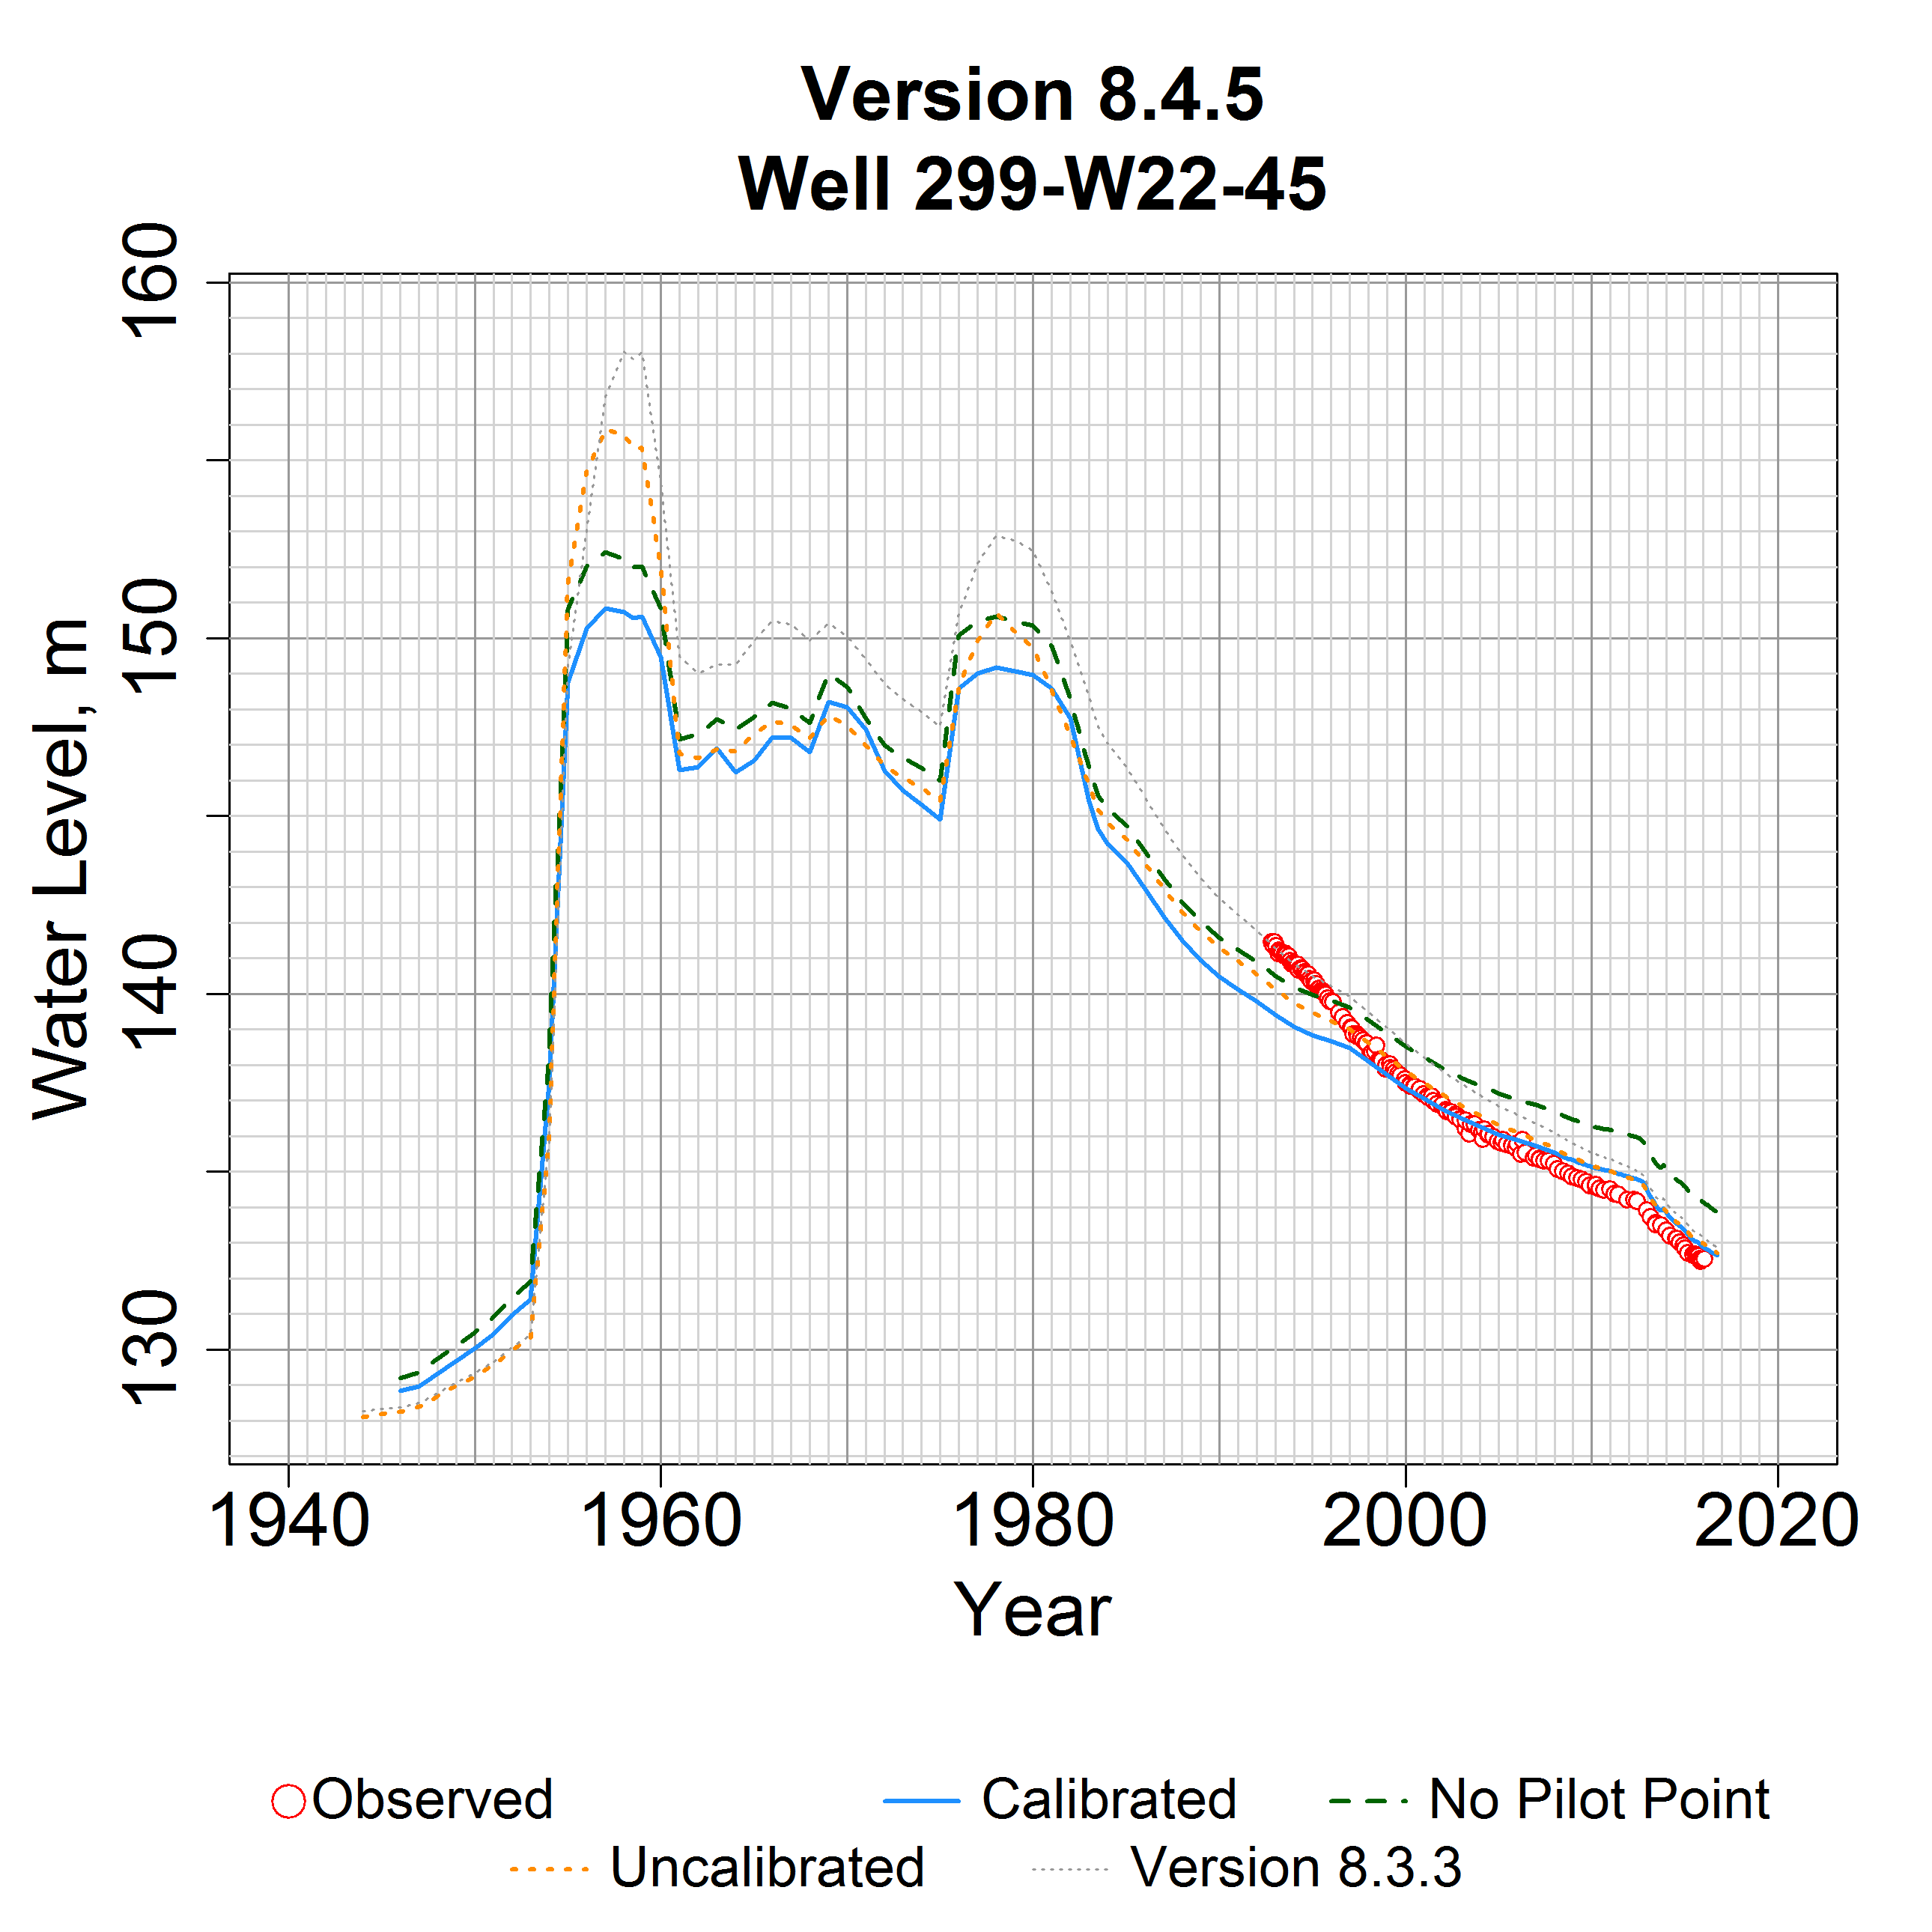 Version 8.4.5
Well 299-W22-45
Water Level, m
160
150
140
130
1940 1960 1980 2000 2020
Year
Observed Calibrated No Pilot Point
Uncalibrated Version 8.3.3